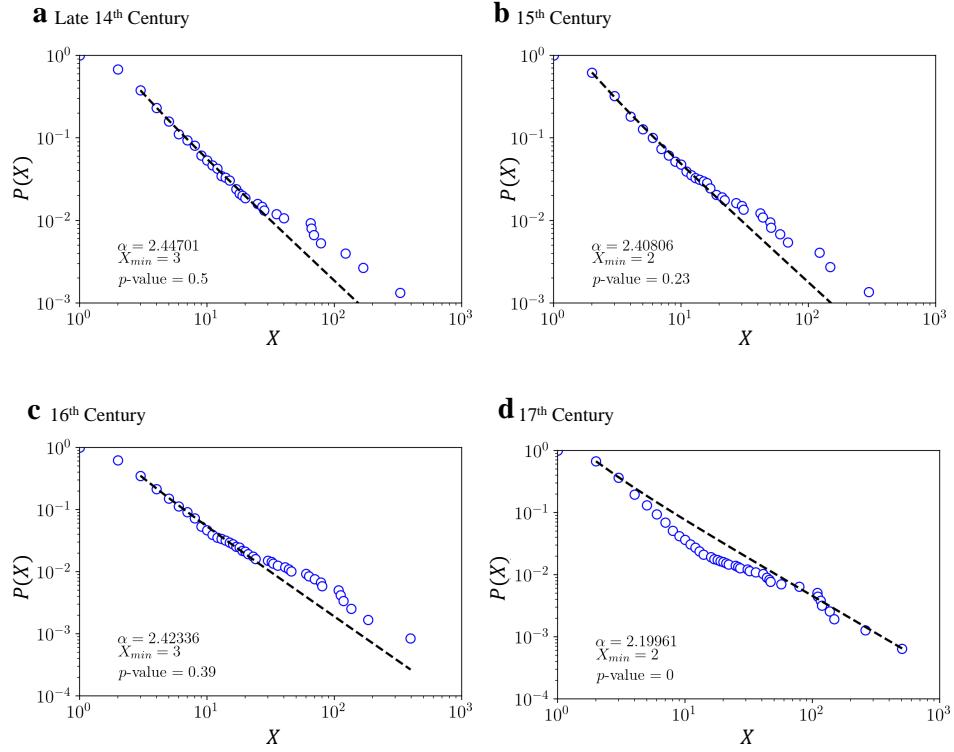 a Late 14th Century
10^0
10^-1
10^-2
10^-3
P(X)
α = 2.44701
X_min = 3
p-value = 0.5
10^0 10^1 10^2 10^3
X
b 15th Century
10^0
10^-1
10^-2
10^-3
P(X)
α = 2.40806
X_min = 2
p-value = 0.23
10^0 10^1 10^2 10^3
X
c 16th Century
10^0
10^-1
10^-2
10^-3
10^-4
P(X)
α = 2.42336
X_min = 3
p-value = 0.39
10^0 10^1 10^2 10^3
X
d 17th Century
10^0
10^-1
10^-2
10^-3
10^-4
P(X)
α = 2.19961
X_min = 2
p-value = 0
10^0 10^1 10^2 10^3
X